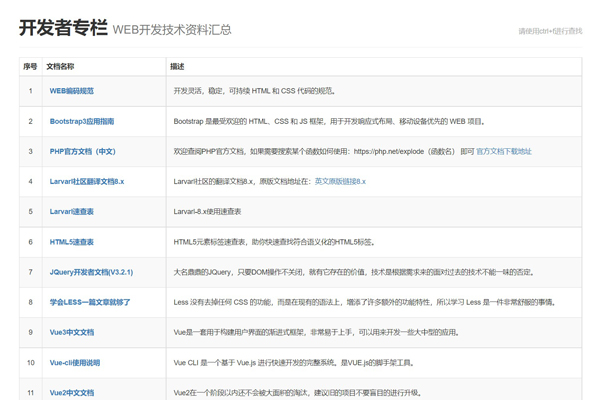 开发者专栏 WEB开发技术资料汇总 请使用ctrl+f进行查找
序号 文档名称 描述
1 WEB编码规范 开发灵活，稳定，可持续 HTML 和 CSS 代码的规范。
2 Bootstrap3应用指南 Bootstrap 是最受欢迎的 HTML、CSS 和 JS 框架，用于开发响应式布局、移动设备优先的 WEB 项目。
3 PHP官方文档（中文） 欢迎查阅PHP官方文档，如果需要搜索某个函数如何使用：https://php.net/explode（函数名） 即可 官方文档下载地址
4 Larvarl社区翻译文档8.x Larvarl社区的翻译文档8.x，原版文档地址在：英文原版链接8.x
5 Larvarl速查表 Larvarl-8.x使用速查表
6 HTML5速查表 HTML5元素标签速查表，助你快速查找符合语义化的HTML5标签。
7 JQuery开发者文档(V3.2.1) 大名鼎鼎的JQuery，只要DOM操作不关闭，就有它存在的价值，技术是根据需求来的面对过去的技术不能一味的否定。
8 学会LESS一篇文章就够了 Less 没有去掉任何 CSS 的功能，而是在现有的语法上，增添了许多额外的功能特性，所以学习 Less 是一件非常舒服的事情。
9 Vue3中文文档 Vue是一套用于构建用户界面的渐进式框架，非常易于上手，可以用来开发一些大中型的应用。
10 Vue-cli使用说明 Vue CLI 是一个基于 Vue.js 进行快速开发的完整系统，是VUE.js的脚手架工具。
11 Vue2中文文档 Vue2在一个阶段以内还不会被大面积的淘汰，建议旧的项目不要盲目的进行升级。